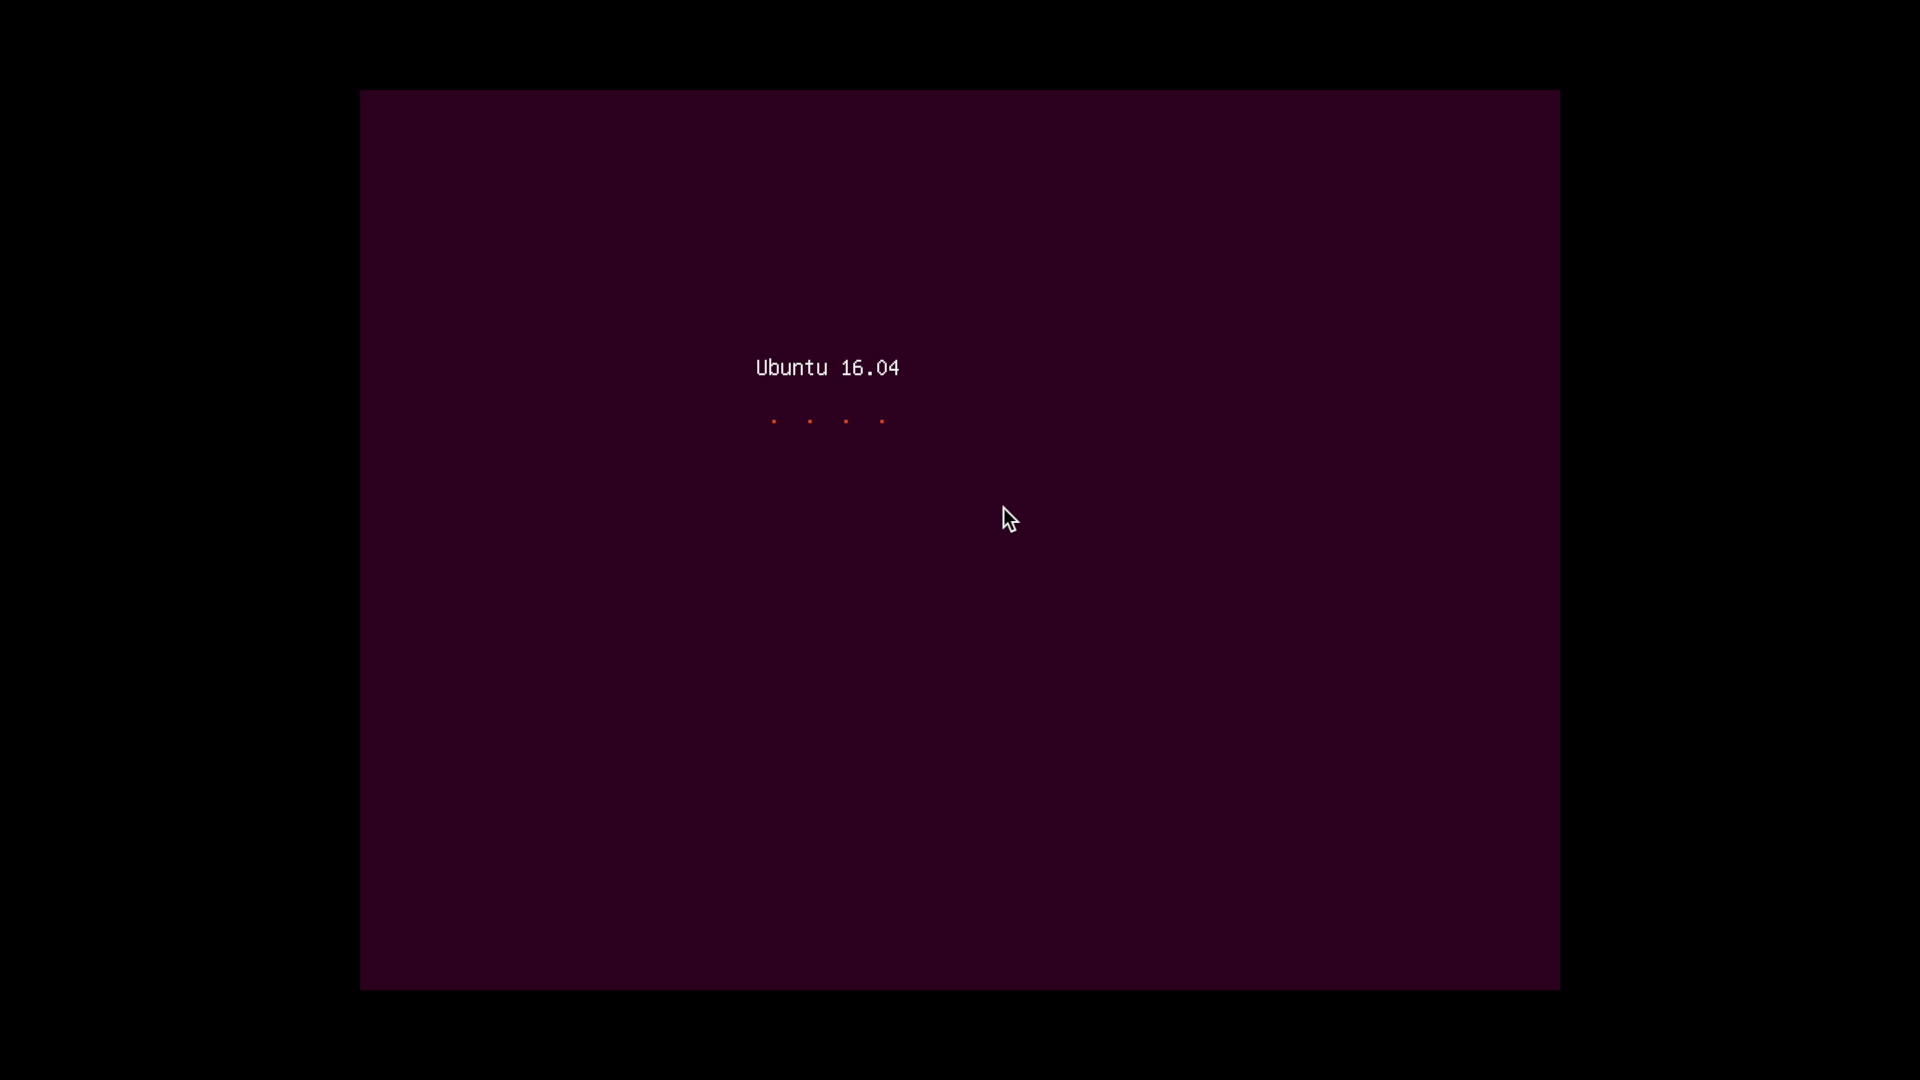 Ubuntu 16.04
. . . .